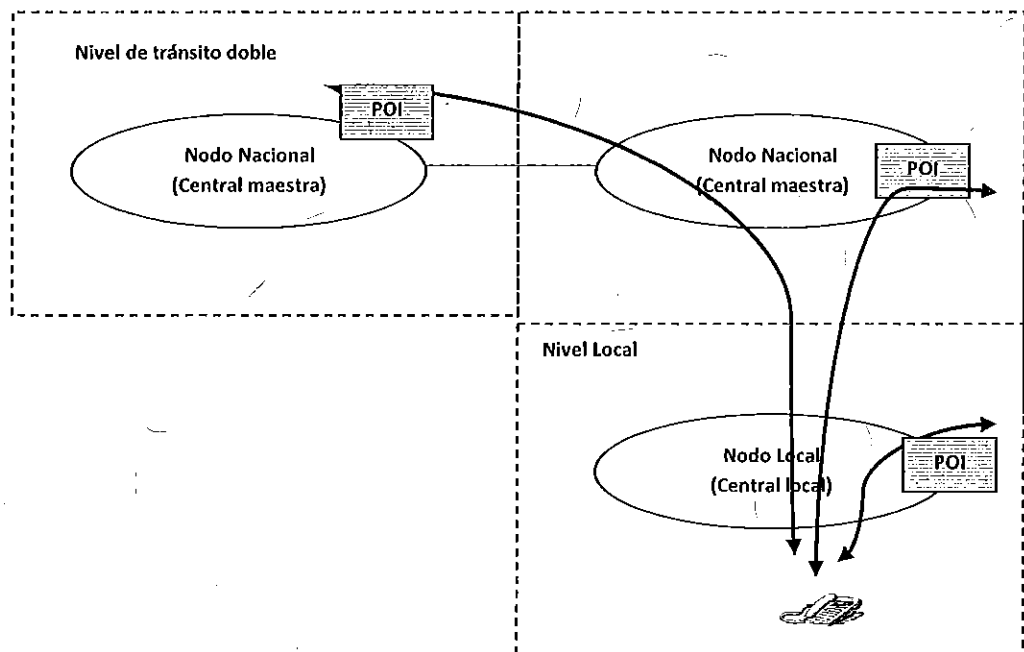 Nivel de tránsito doble
POI
Nodo Nacional
(Central maestra)
Nodo Nacional
(Central maestra)
POI
Nivel Local
Nodo Local
(Central local)
POI